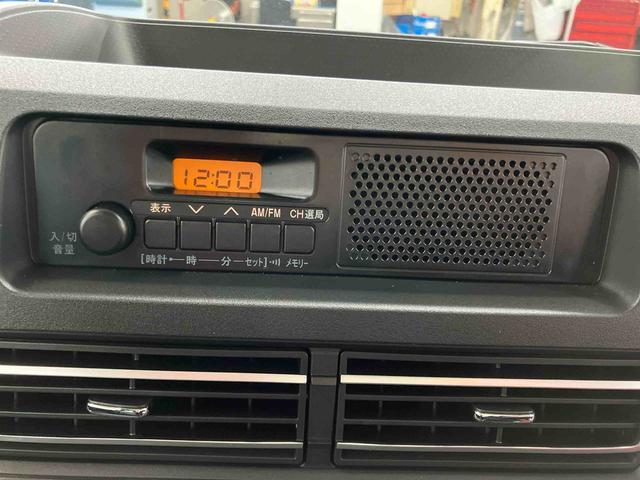 12:00
表示 ∨ ∧ AM/FM CH選局
入/切
音量
[時計 時 分 セット] メモリー